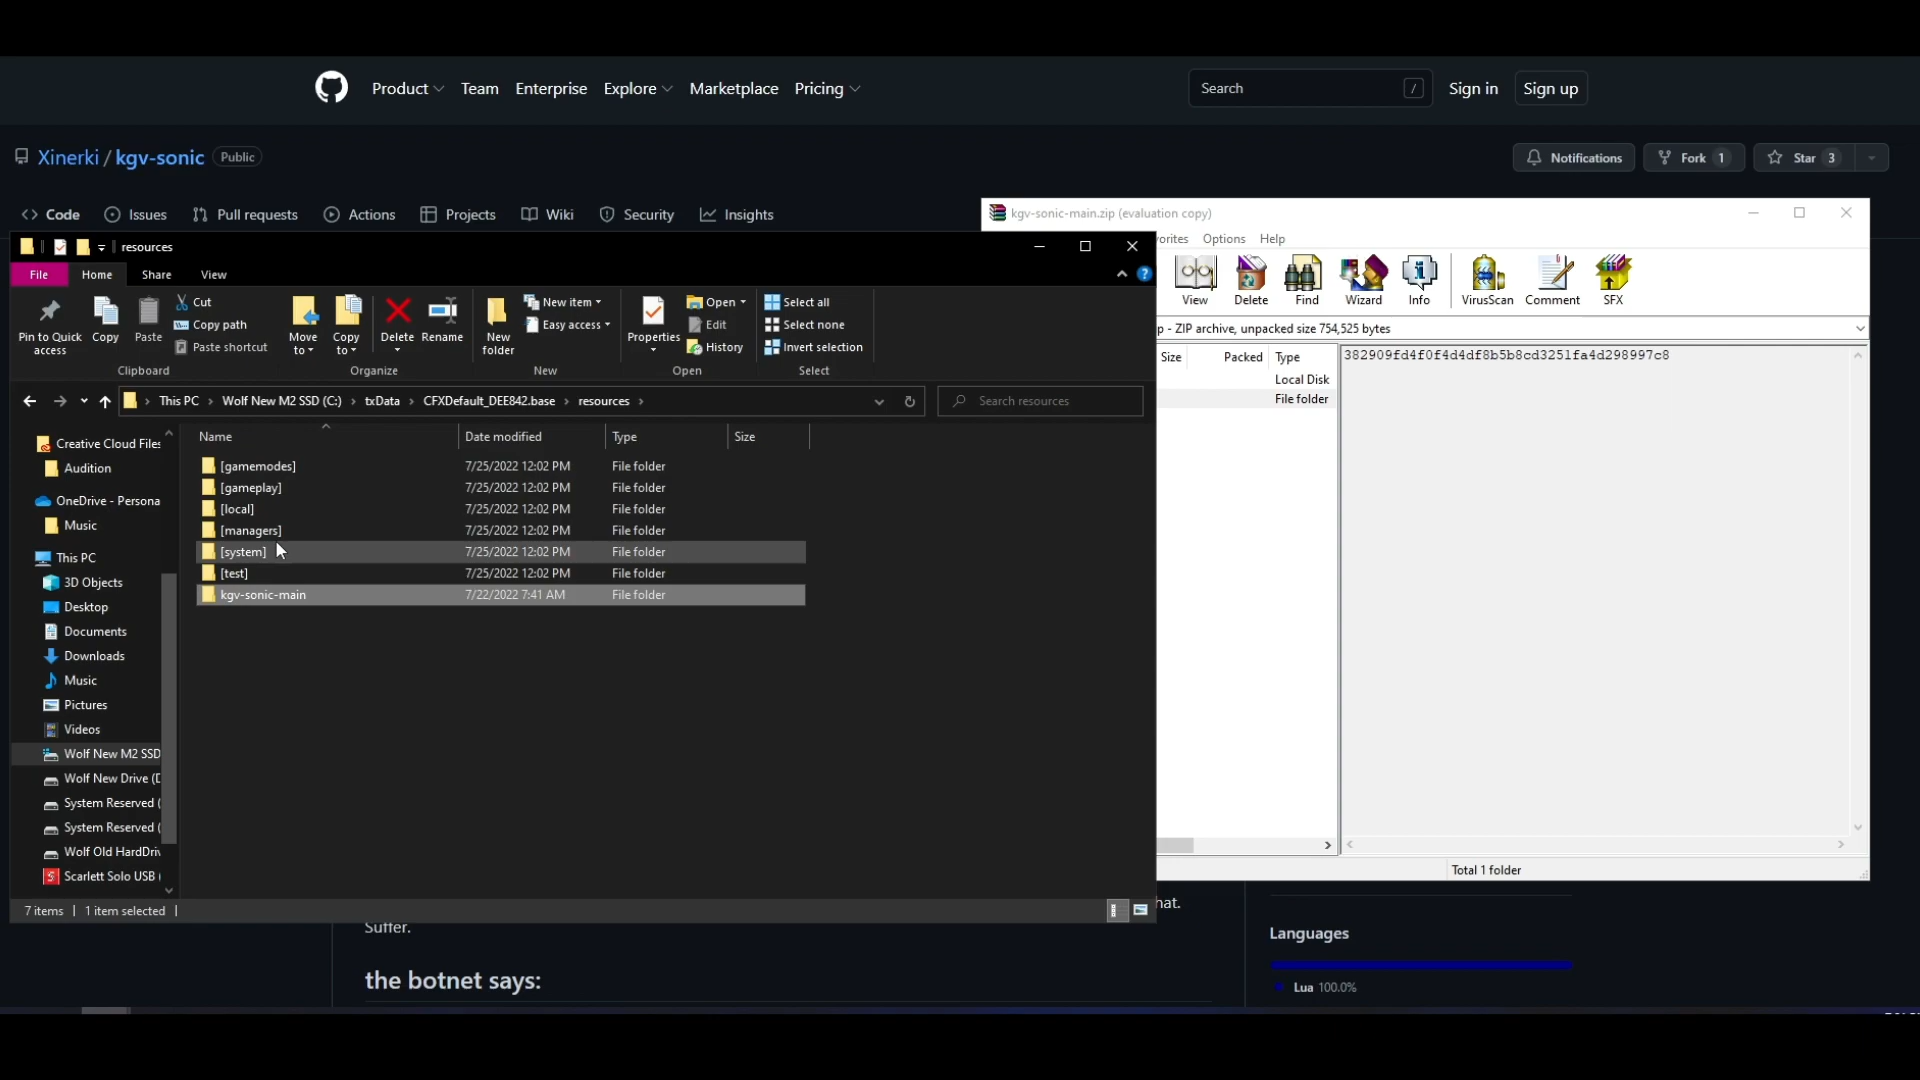 Product Team Enterprise Explore Marketplace Pricing Search / Sign in Sign up
Xinerki / kgv-sonic Public Notifications Fork 1 Star 3
Code Issues Pull requests Actions Projects Wiki Security Insights
kgv-sonic-main.zip (evaluation copy)
vorites Options Help
View Delete Find Wizard Info VirusScan Comment SFX
p - ZIP archive, unpacked size 754,525 bytes
Size Packed Type
Local Disk
File folder
382909fd4f0f4d4df8b5b8cd3251fa4d298997c8
Total 1 folder
resources
File Home Share View
Pin to Quick access
Copy
Paste
Cut
Copy path
Paste shortcut
Clipboard
Move to
Copy to
Delete
Rename
Organize
New folder
New item
Easy access
New
Properties
Open
Edit
History
Open
Select all
Select none
Invert selection
Select
This PC Wolf New M2 SSD (C:) txData CFXDefault_DEE842.base resources
Search resources
Creative Cloud Files
Audition
OneDrive - Persona
Music
This PC
3D Objects
Desktop
Documents
Downloads
Music
Pictures
Videos
Wolf New M2 SSD
Wolf New Drive (D
System Reserved (
System Reserved (
Wolf Old HardDriv
Scarlett Solo USB (
Name Date modified Type Size
[gamemodes] 7/25/2022 12:02 PM File folder
[gameplay] 7/25/2022 12:02 PM File folder
[local] 7/25/2022 12:02 PM File folder
[managers] 7/25/2022 12:02 PM File folder
[system] 7/25/2022 12:02 PM File folder
[test] 7/25/2022 12:02 PM File folder
kgv-sonic-main 7/22/2022 7:41 AM File folder
7 items 1 item selected
hat.
Suffer.
the botnet says:
Languages
Lua 100.0%